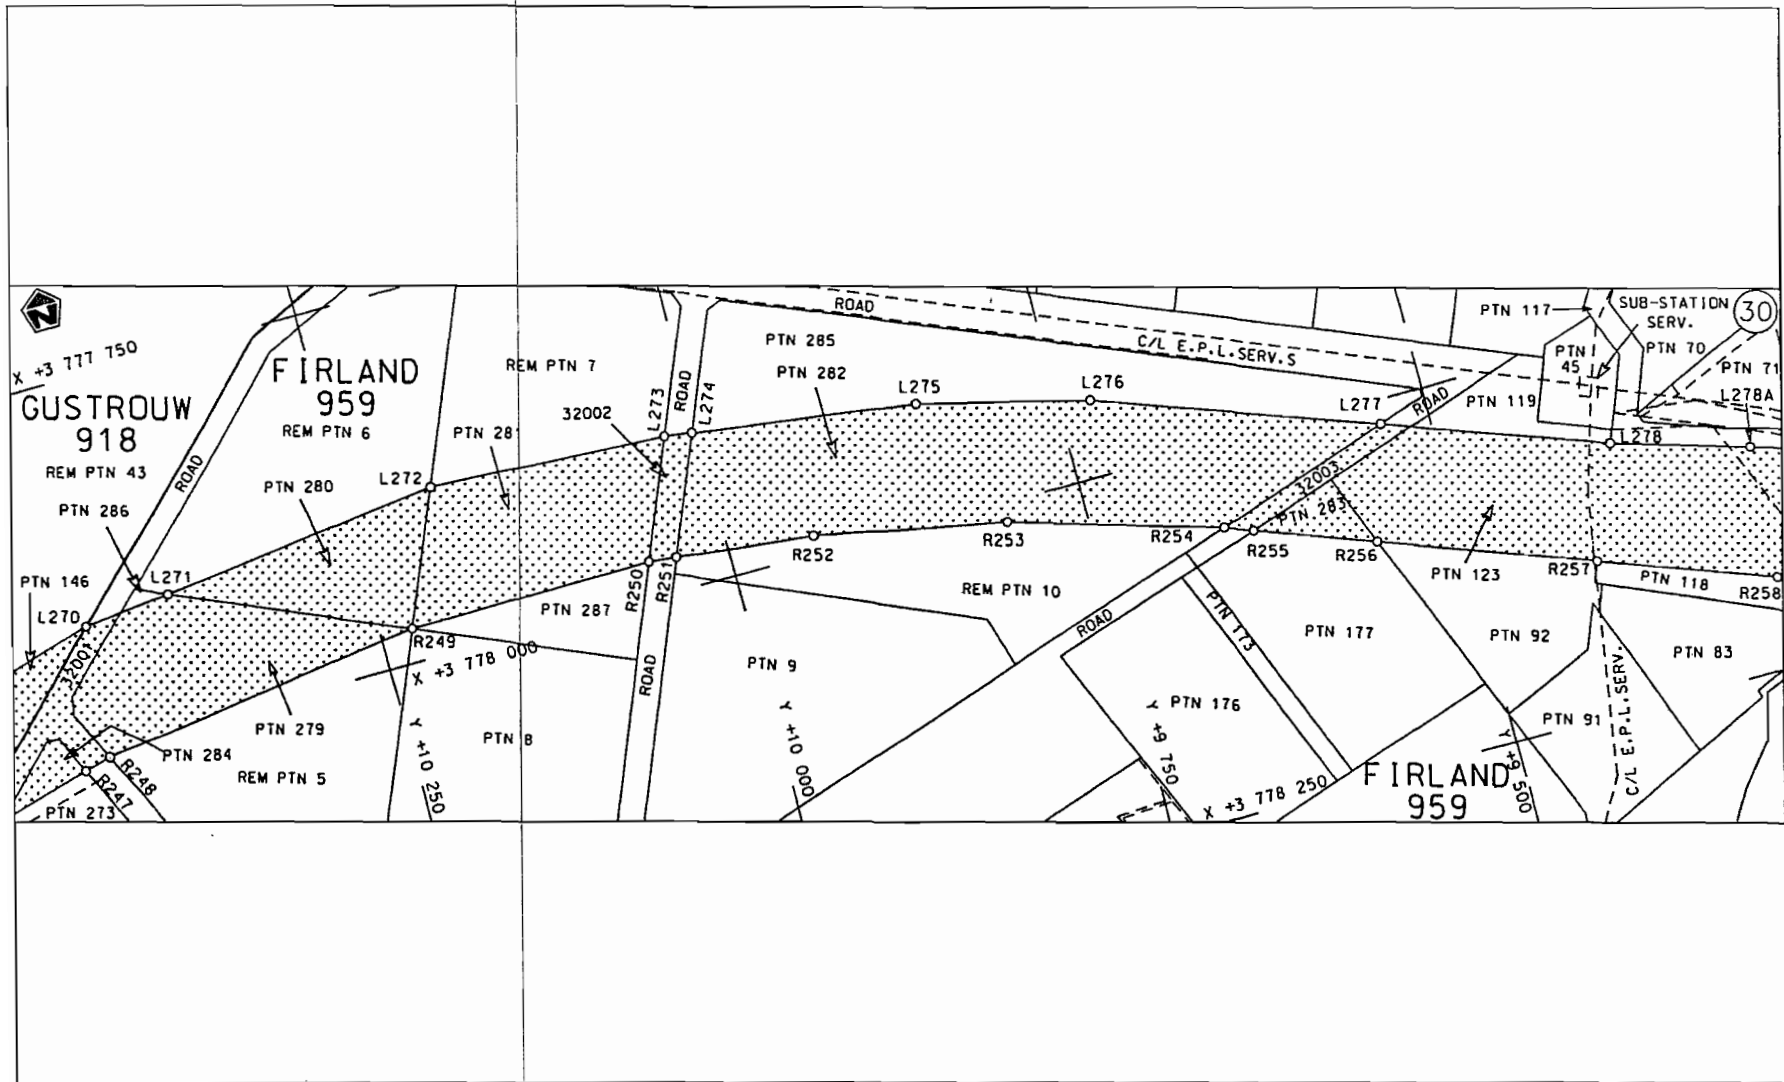 N
X +3 777 750
GUSTROUW
918
REM PTN 43
ROAD
FIRLAND
959
REM PTN 6
PTN 286
PTN 280
PTN 146
L270
L271
L272
32001
PTN 281
REM PTN 7
32002
L273
ROAD
L274
PTN 285
PTN 282
ROAD
C/L E.P.L.SERV.S
L275
L276
L277
ROAD
PTN 117
SUB-STATION
SERV.
30
PTN
45
PTN 70
PTN 71
L278A
PTN 119
L278
32003
PTN 283
R249
X +3 778 000
PTN 287
R250
R251
R252
R253
R254
R255
R256
R257
R258
PTN 123
PTN 118
REM PTN 10
ROAD
PTN 9
ROAD
PTN 173
PTN 177
PTN 92
PTN 83
PTN 279
PTN 284
REM PTN 5
R248
R247
PTN 273
PTN 8
Y +10 250
Y +10 000
Y +9 750
PTN 176
X +3 778 250
FIRLAND
959
Y +9 500
PTN 91
C/L E.P.L.SERV.